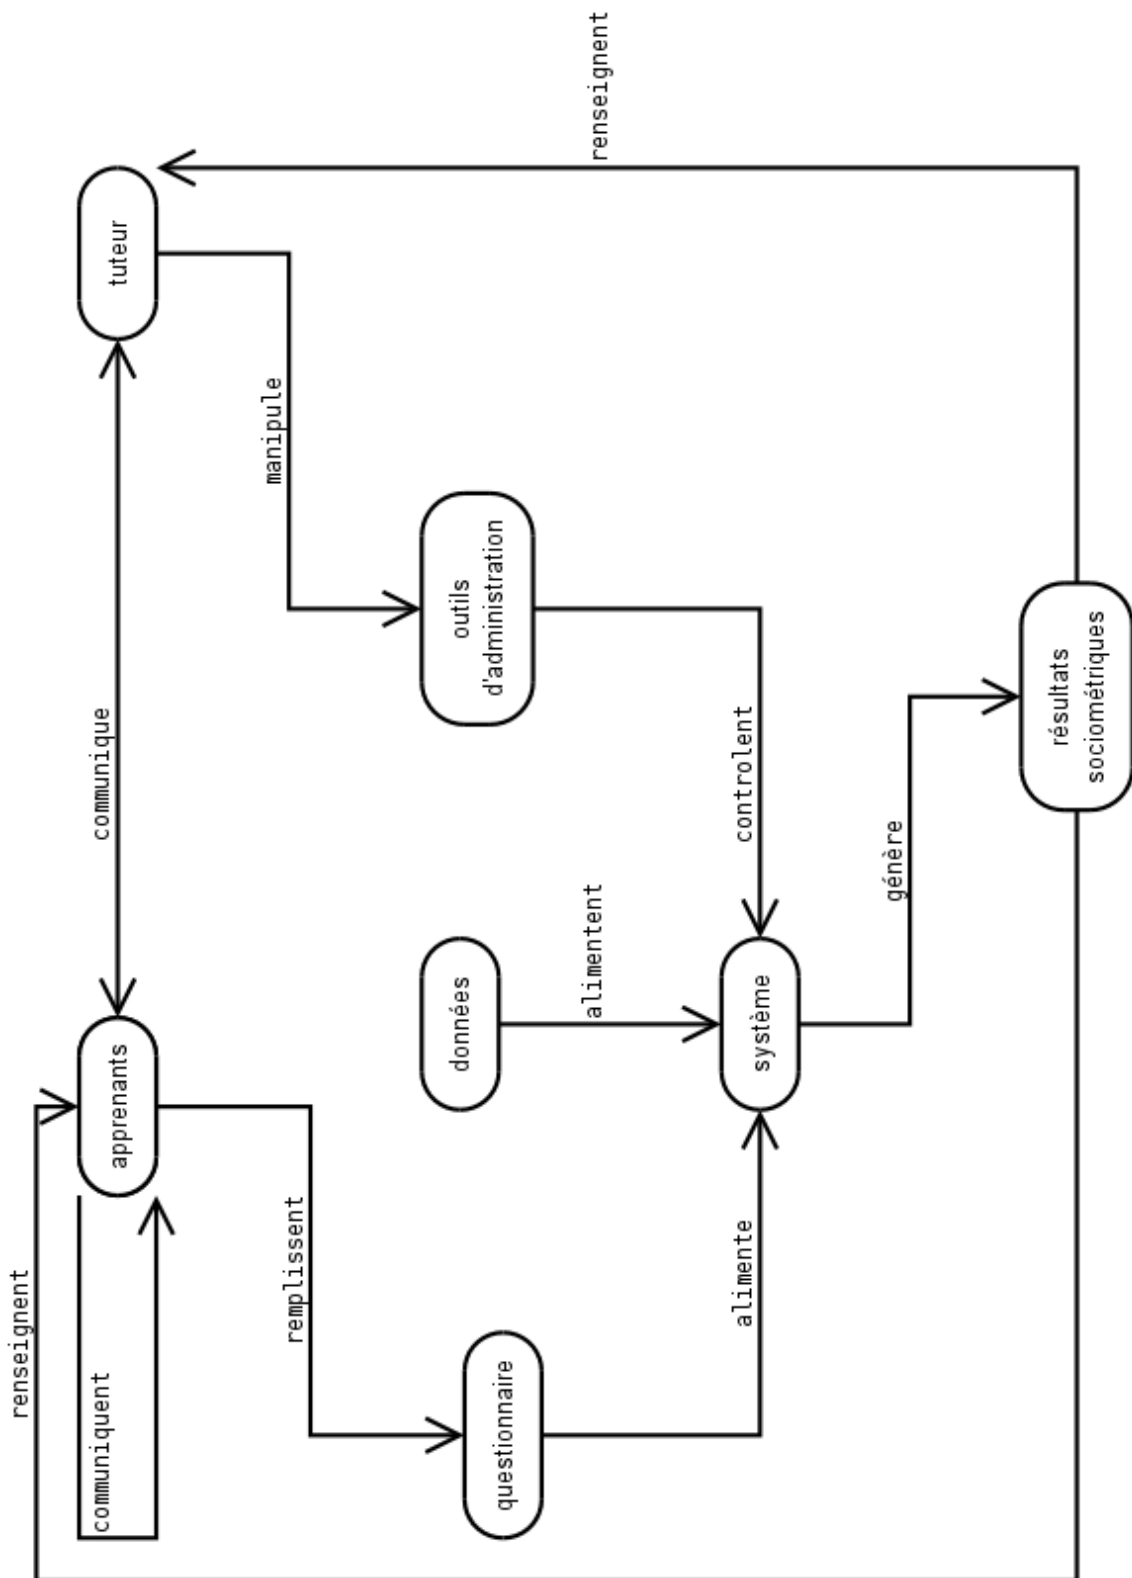 renseignent
communiquent
apprenants
communique
tuteur
remplissent
manipule
questionnaire
données
outils
d'administration
alimentent
renseignent
alimente
système
controlent
génère
résultats
sociométriques